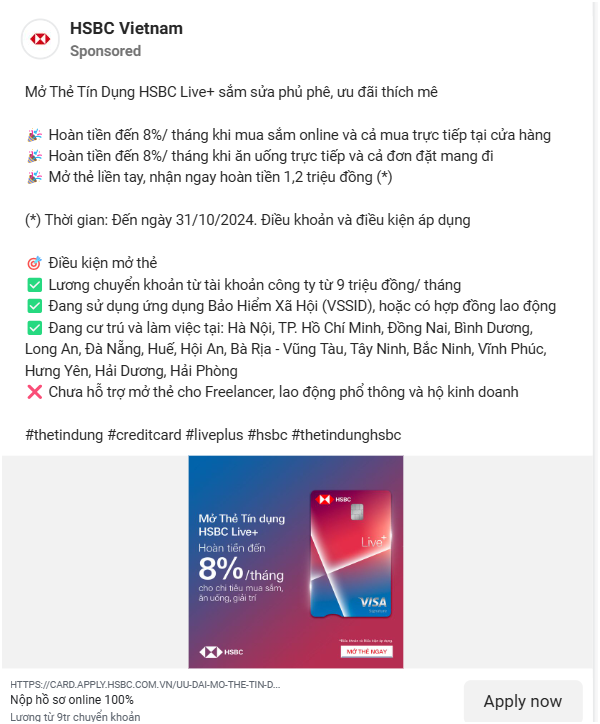 HSBC Vietnam
Sponsored
Mở Thẻ Tín Dụng HSBC Live+ sắm sửa phủ phê, ưu đãi thích mê
🎉 Hoàn tiền đến 8%/ tháng khi mua sắm online và cả mua trực tiếp tại cửa hàng
🎉 Hoàn tiền đến 8%/ tháng khi ăn uống trực tiếp và cả đơn đặt mang đi
🎉 Mở thẻ liền tay, nhận ngay hoàn tiền 1,2 triệu đồng (*)
(*) Thời gian: Đến ngày 31/10/2024. Điều khoản và điều kiện áp dụng
🎯 Điều kiện mở thẻ
✅ Lương chuyển khoản từ tài khoản công ty từ 9 triệu đồng/ tháng
✅ Đang sử dụng ứng dụng Bảo Hiểm Xã Hội (VSSID), hoặc có hợp đồng lao động
✅ Đang cư trú và làm việc tại: Hà Nội, TP. Hồ Chí Minh, Đồng Nai, Bình Dương,
Long An, Đà Nẵng, Huế, Hội An, Bà Rịa - Vũng Tàu, Tây Ninh, Bắc Ninh, Vĩnh Phúc,
Hưng Yên, Hải Dương, Hải Phòng
❌ Chưa hỗ trợ mở thẻ cho Freelancer, lao động phổ thông và hộ kinh doanh
#thetindung #creditcard #liveplus #hsbc #thetindunghsbc
Mở Thẻ Tín dụng
HSBC Live+
Hoàn tiền đến
8%/tháng
cho chi tiêu mua sắm,
ăn uống, giải trí
HSBC
Live+
VISA
Signature
HSBC
*Điều khoản và Điều kiện áp dụng
MỞ THẺ NGAY
HTTPS://CARD.APPLY.HSBC.COM.VN/UU-DAI-MO-THE-TIN-D...
Nộp hồ sơ online 100%
Lương từ 9tr chuyển khoản
Apply now